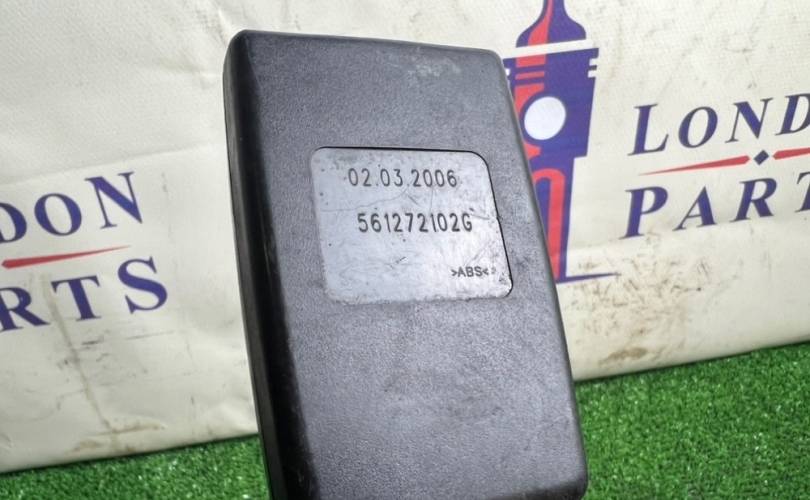 02.03.2006
561272102G
>ABS<
DON
RTS
LOND
PART